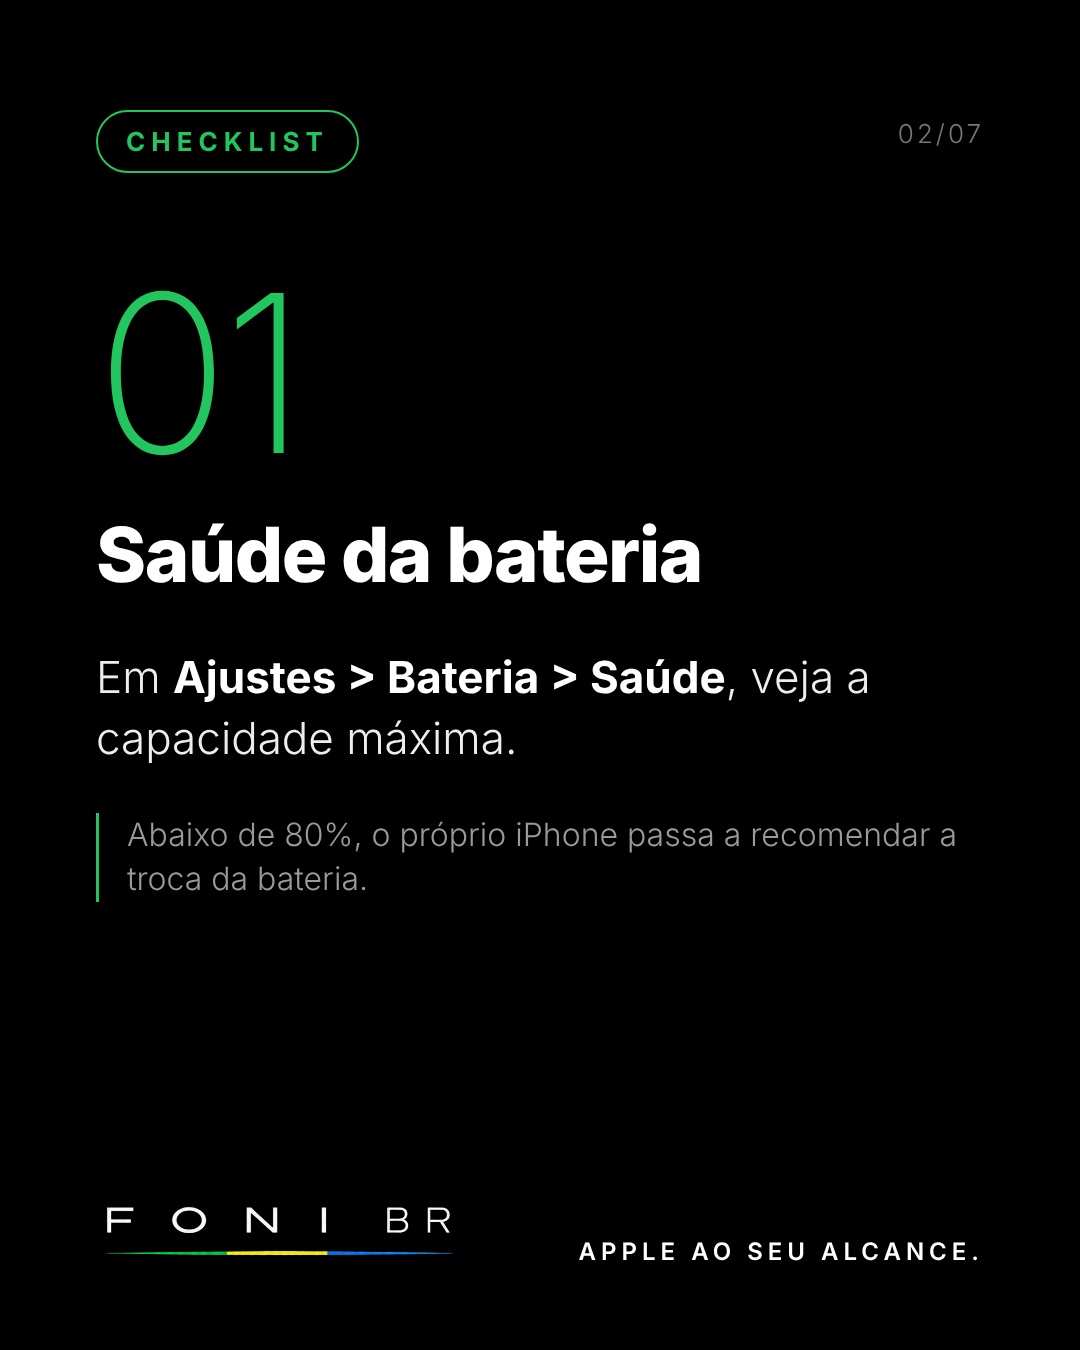 CHECKLIST
02/07
01
Saúde da bateria
Em Ajustes > Bateria > Saúde, veja a
capacidade máxima.
Abaixo de 80%, o próprio iPhone passa a recomendar a
troca da bateria.
FONI BR
APPLE AO SEU ALCANCE.